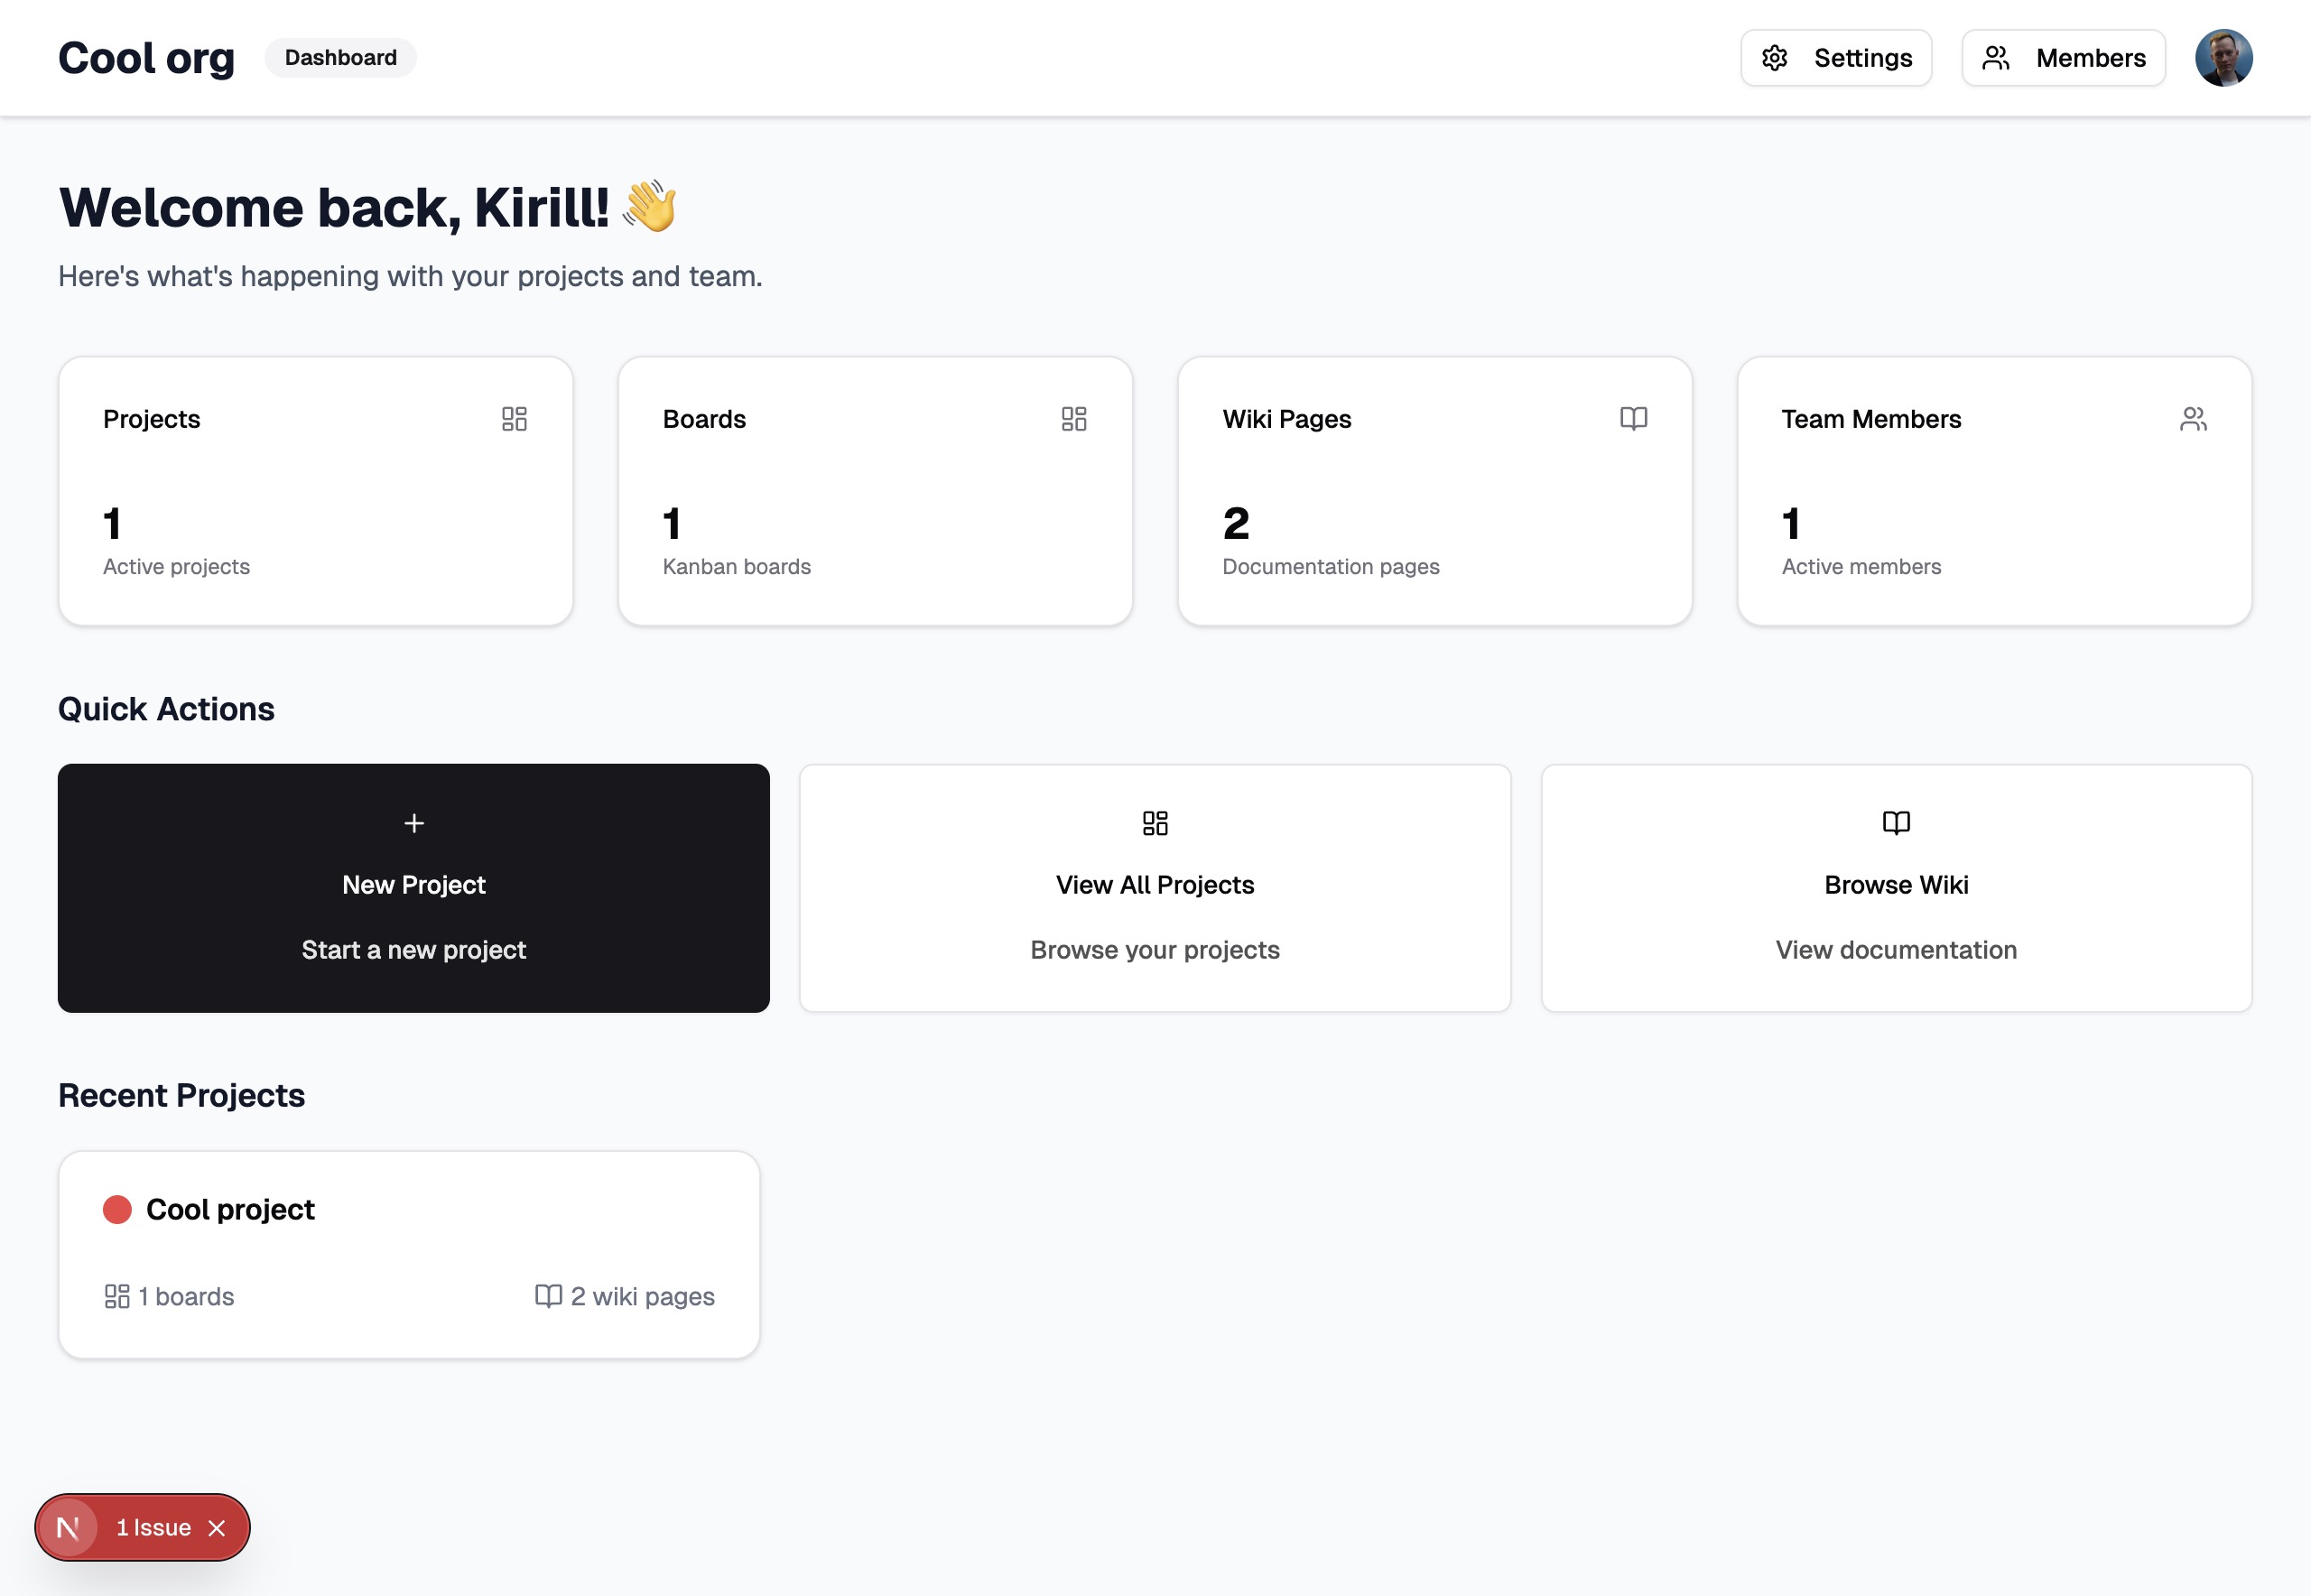 Cool org
Dashboard
Settings
Members
Welcome back, Kirill! 👋
Here's what's happening with your projects and team.
Projects
1
Active projects
Boards
1
Kanban boards
Wiki Pages
2
Documentation pages
Team Members
1
Active members
Quick Actions
New Project
Start a new project
View All Projects
Browse your projects
Browse Wiki
View documentation
Recent Projects
Cool project
1 boards
2 wiki pages
N
1 Issue